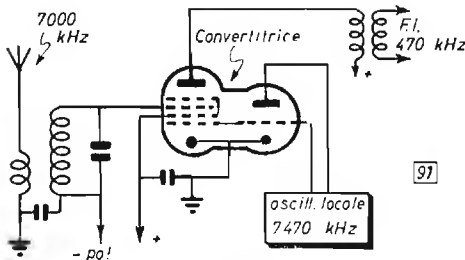 7000
kHz
Convertitrice
F.I.
470 kHz
+
91
oscill. locale
7470 kHz
- pol
+